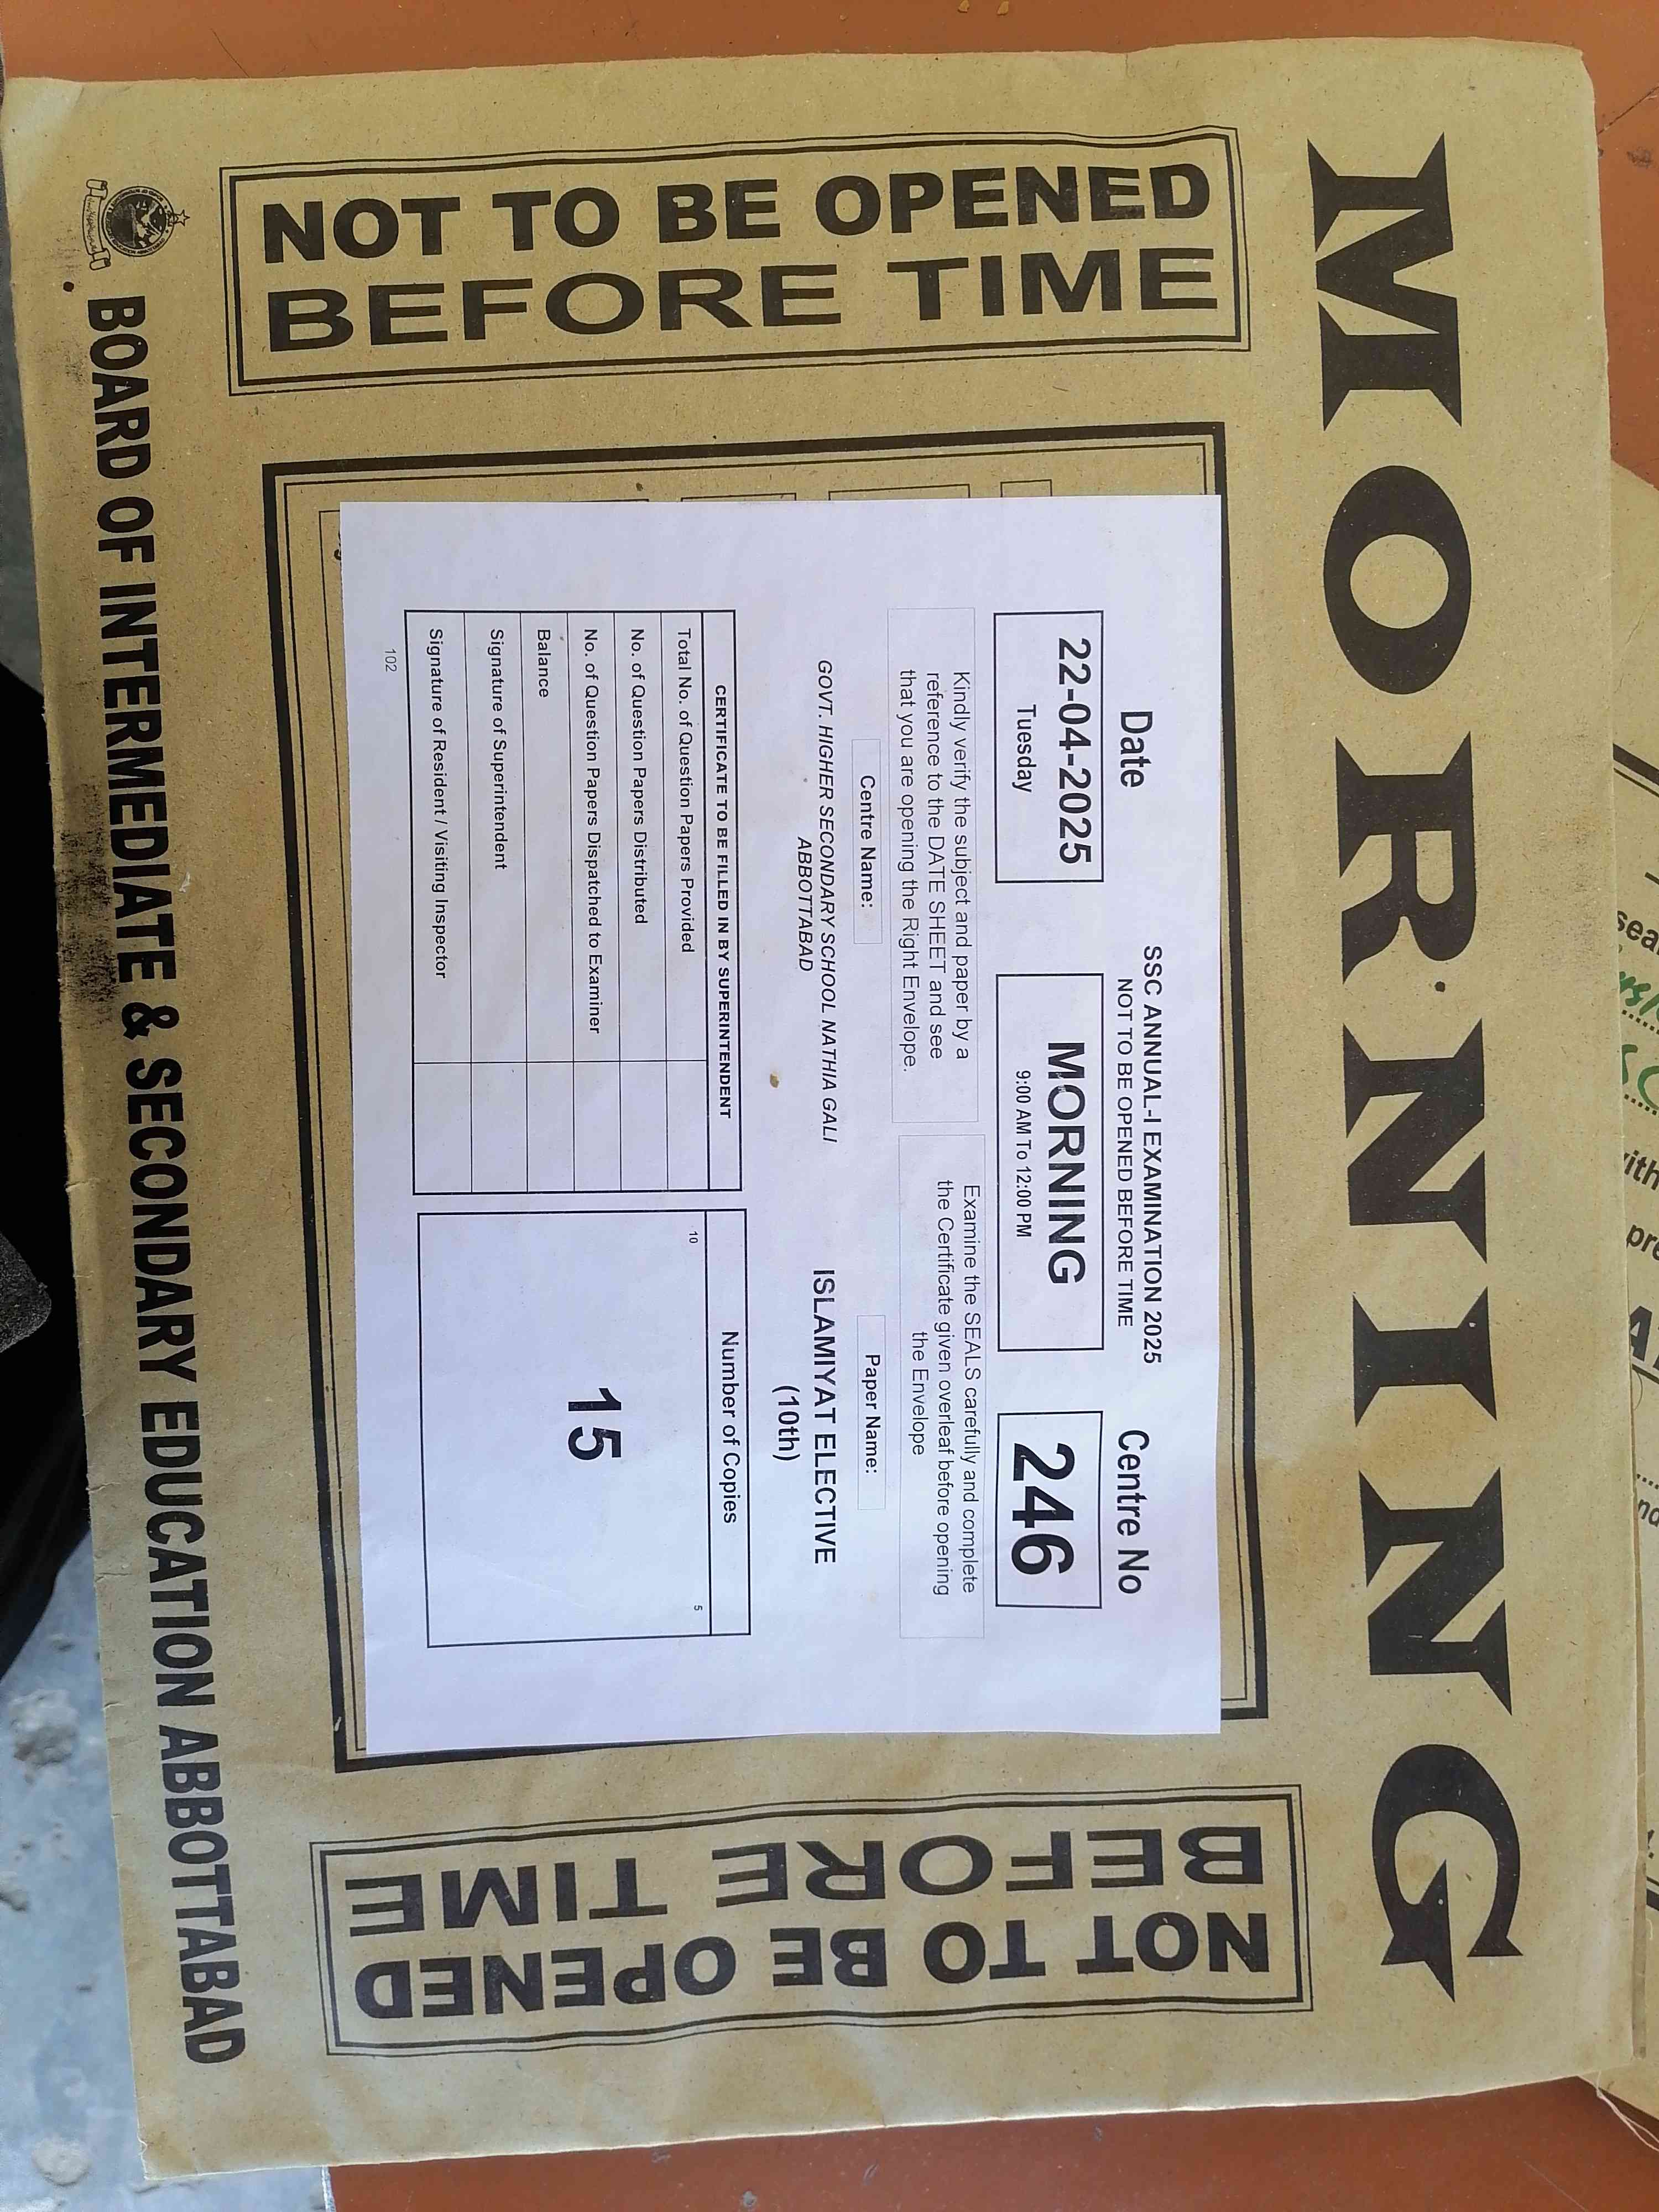 MORNING
NOT TO BE OPENED
BEFORE TIME
SSC ANNUAL-I EXAMINATION 2025
NOT TO BE OPENED BEFORE TIME
Date
22-04-2025
Tuesday
MORNING
9:00 AM To 12:00 PM
Centre No
246
Kindly verify the subject and paper by a
reference to the DATE SHEET and see
that you are opening the Right Envelope.
Examine the SEALS carefully and complete
the Certificate given overleaf before opening
the Envelope
Centre Name:
GOVT. HIGHER SECONDARY SCHOOL NATHIA GALI
ABBOTTABAD
Paper Name:
ISLAMIYAT ELECTIVE
(10th)
CERTIFICATE TO BE FILLED IN BY SUPERINTENDENT
Total No. of Question Papers Provided
No. of Question Papers Distributed
No. of Question Papers Dispatched to Examiner
Balance
Signature of Superintendent
Signature of Resident / Visiting Inspector
Number of Copies
10
5
15
102
NOT TO BE OPENED
BEFORE TIME
BOARD OF INTERMEDIATE & SECONDARY EDUCATION ABBOTTABAD